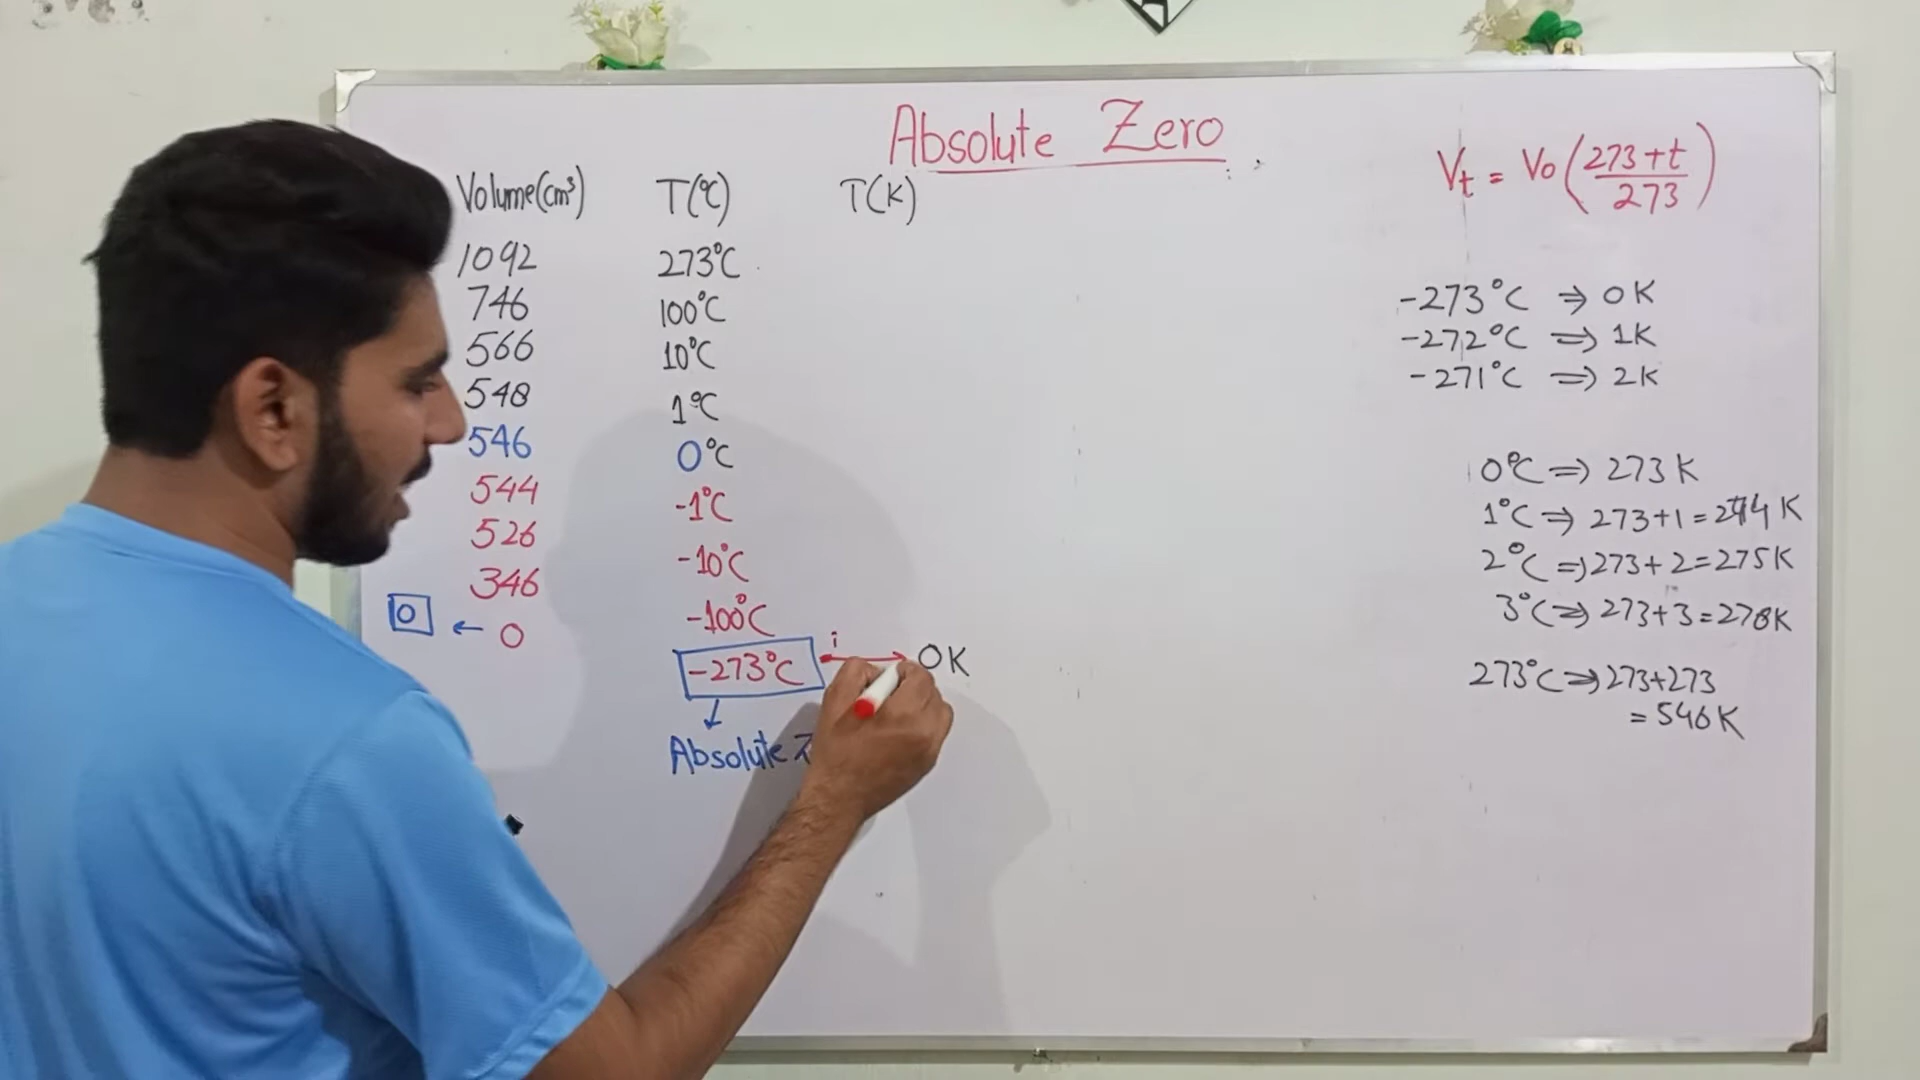 Absolute Zero
Volume(cm³) T(°C) T(K)
1092 273°C
746 100°C
566 10°C
548 1°C
546 0°C
544 -1°C
526 -10°C
346 -100°C
0 ← 0 -273°C → 0K
Absolute Z
Vt = Vo(273+t/273)
-273°C ⇒ 0K
-272°C ⇒ 1K
-271°C ⇒ 2K
0°C ⇒ 273 K
1°C ⇒ 273+1 = 274 K
2°C ⇒ 273+2 = 275K
3°C ⇒ 273+3 = 276K
273°C ⇒ 273+273
= 546K